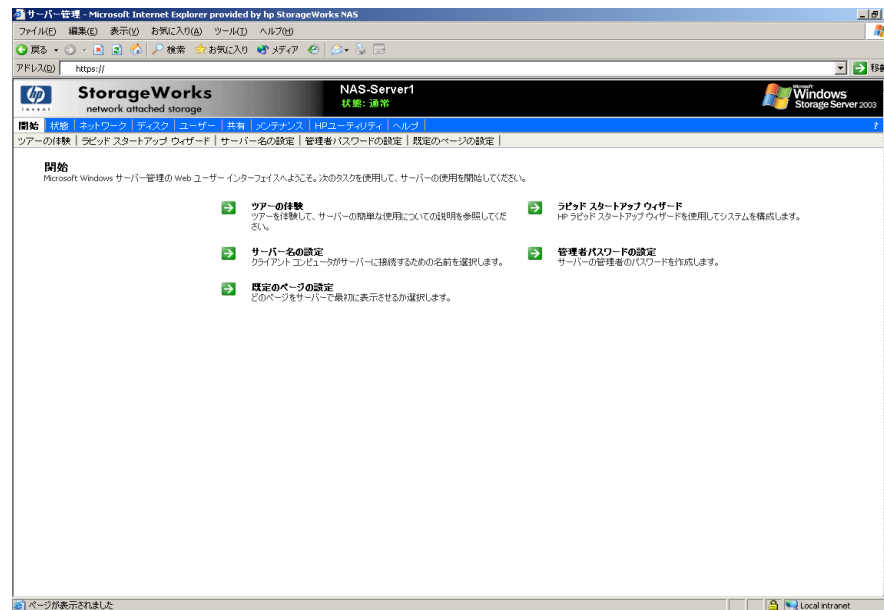 サーバー管理 - Microsoft Internet Explorer provided by hp StorageWorks NAS
ファイル(F) 編集(E) 表示(V) お気に入り(A) ツール(T) ヘルプ(H)
戻る 検索 お気に入り メディア
アドレス(D) https:// 移動
hp
invent
StorageWorks
network attached storage
NAS-Server1
状態: 通常
Microsoft
Windows
Storage Server 2003
開始 状態 ネットワーク ディスク ユーザー 共有 メンテナンス HPユーティリティ ヘルプ ?
ツアーの体験 ラピッド スタートアップ ウィザード サーバー名の設定 管理者パスワードの設定 既定のページの設定
開始
Microsoft Windows サーバー管理の Web ユーザー インターフェイスへようこそ。次のタスクを使用して、サーバーの使用を開始してください。
ツアーの体験
ツアーを体験して、サーバーの簡単な使用についての説明を参照してくだ
さい。
ラピッド スタートアップ ウィザード
HP ラピッド スタートアップ ウィザードを使用してシステムを構成します。
サーバー名の設定
クライアント コンピュータがサーバーに接続するための名前を選択します。
管理者パスワードの設定
サーバーの管理者のパスワードを作成します。
既定のページの設定
どのページをサーバーで最初に表示させるか選択します。
ページが表示されました
Local intranet